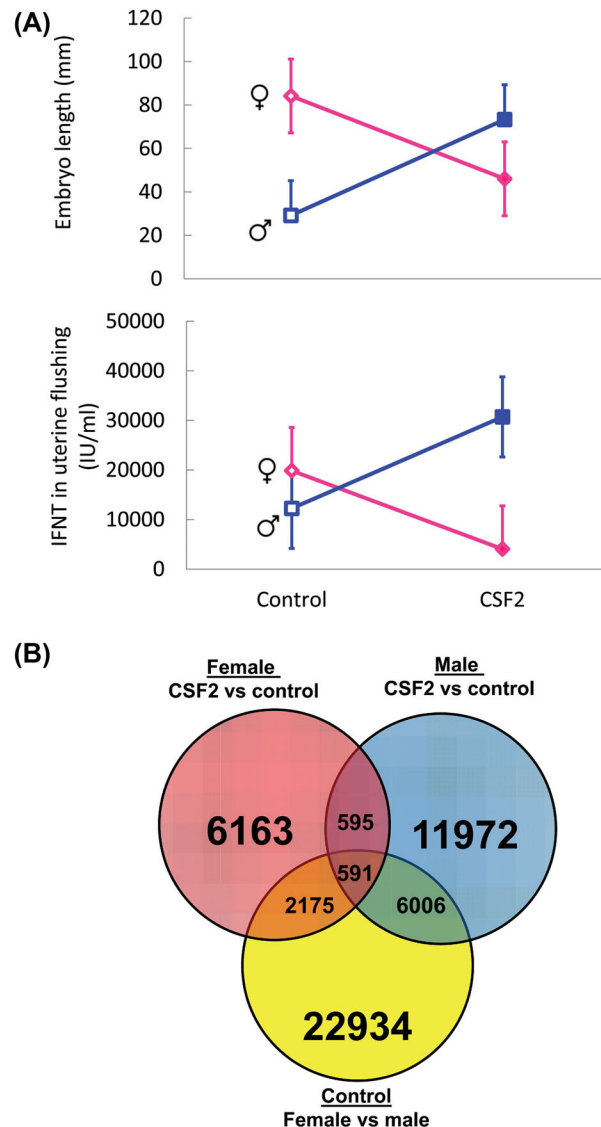 (A)
120
100
80
60
40
20
0
Embryo length (mm)
♀
♂
50000
40000
30000
20000
10000
0
IFNT in uterine flushing
(IU/ml)
♀
♂
Control CSF2
(B)
Female
CSF2 vs control
Male
CSF2 vs control
6163
595
11972
591
2175
6006
22934
Control
Female vs male